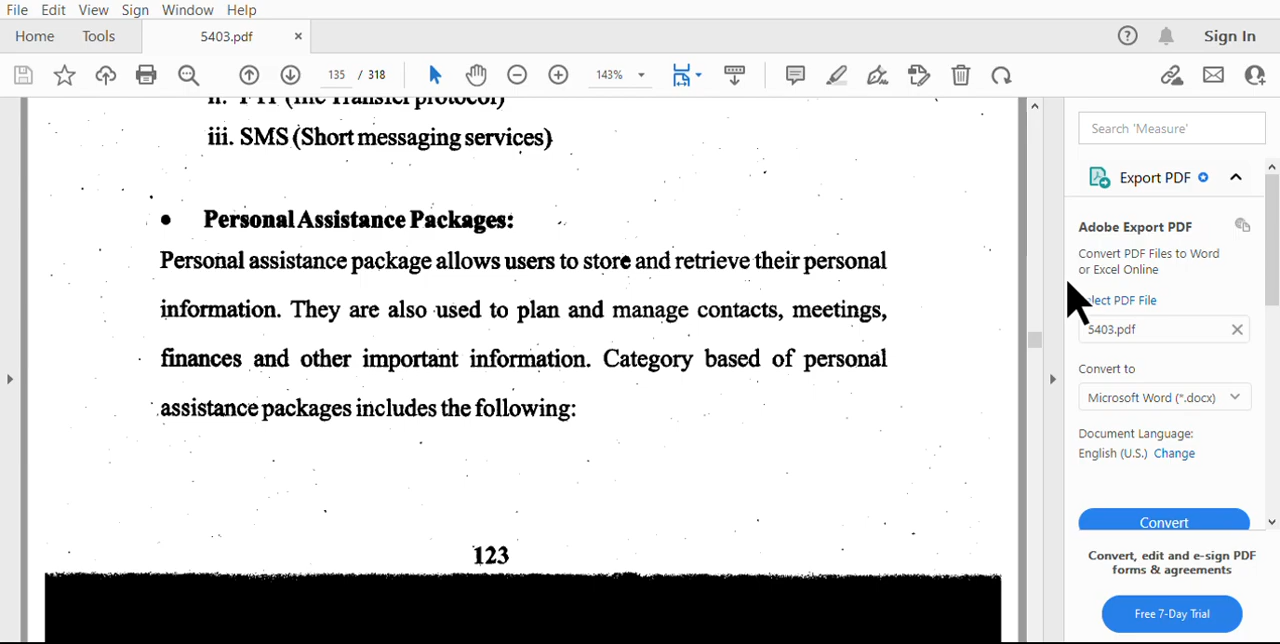 File Edit View Sign Window Help
Home Tools 5403.pdf × ? Sign In
135 / 318 143%
ii. FTP (file Transfer protocol)
iii. SMS (Short messaging services)
• Personal Assistance Packages:
Personal assistance package allows users to store and retrieve their personal
information. They are also used to plan and manage contacts, meetings,
finances and other important information. Category based of personal
assistance packages includes the following:
123
Search 'Measure'
Export PDF
Adobe Export PDF
Convert PDF Files to Word
or Excel Online
PDF File
5403.pdf
Convert to
Microsoft Word (*.docx)
Document Language:
English (U.S.) Change
Convert
Convert, edit and e-sign PDF
forms & agreements
Free 7-Day Trial